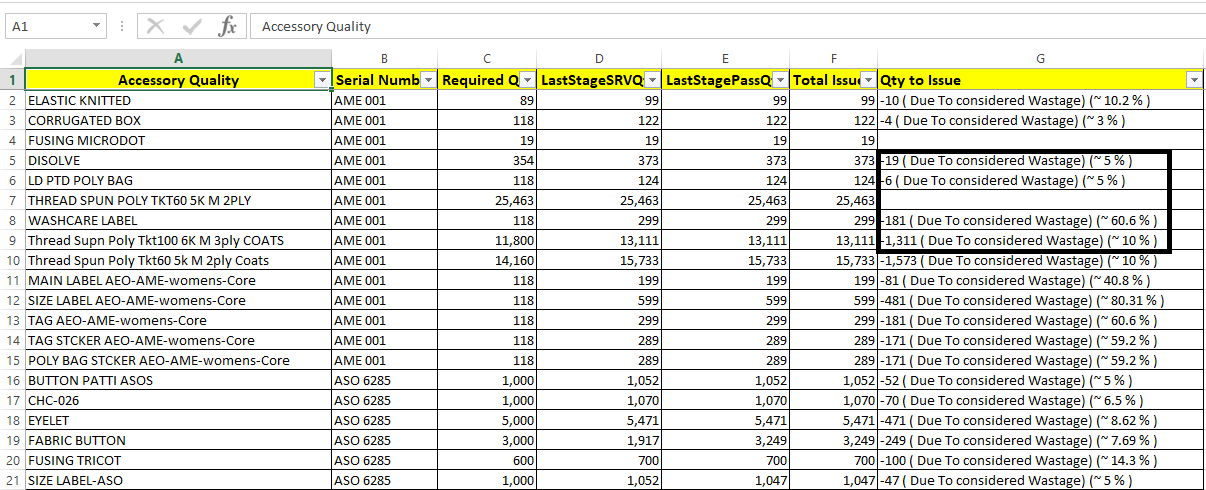 A1 fx Accessory Quality
A B C D E F G
1 Accessory Quality Serial Numb Required Q LastStageSRVQ LastStagePassQ Total Issue Qty to Issue
2 ELASTIC KNITTED AME 001 89 99 99 99 -10 ( Due To considered Wastage) (~ 10.2 % )
3 CORRUGATED BOX AME 001 118 122 122 122 -4 ( Due To considered Wastage) (~ 3 % )
4 FUSING MICRODOT AME 001 19 19 19 19
5 DISOLVE AME 001 354 373 373 373 -19 ( Due To considered Wastage) (~ 5 % )
6 LD PTD POLY BAG AME 001 118 124 124 124 -6 ( Due To considered Wastage) (~ 5 % )
7 THREAD SPUN POLY TKT60 5K M 2PLY AME 001 25,463 25,463 25,463 25,463
8 WASHCARE LABEL AME 001 118 299 299 299 -181 ( Due To considered Wastage) (~ 60.6 % )
9 Thread Supn Poly Tkt100 6K M 3ply COATS AME 001 11,800 13,111 13,111 13,111 -1,311 ( Due To considered Wastage) (~ 10 % )
10 Thread Spun Poly Tkt60 5k M 2ply Coats AME 001 14,160 15,733 15,733 15,733 -1,573 ( Due To considered Wastage) (~ 10 % )
11 MAIN LABEL AEO-AME-womens-Core AME 001 118 199 199 199 -81 ( Due To considered Wastage) (~ 40.8 % )
12 SIZE LABEL AEO-AME-womens-Core AME 001 118 599 599 599 -481 ( Due To considered Wastage) (~ 80.31 % )
13 TAG AEO-AME-womens-Core AME 001 118 299 299 299 -181 ( Due To considered Wastage) (~ 60.6 % )
14 TAG STCKER AEO-AME-womens-Core AME 001 118 289 289 289 -171 ( Due To considered Wastage) (~ 59.2 % )
15 POLY BAG STCKER AEO-AME-womens-Core AME 001 118 289 289 289 -171 ( Due To considered Wastage) (~ 59.2 % )
16 BUTTON PATTI ASOS ASO 6285 1,000 1,052 1,052 1,052 -52 ( Due To considered Wastage) (~ 5 % )
17 CHC-026 ASO 6285 1,000 1,070 1,070 1,070 -70 ( Due To considered Wastage) (~ 6.5 % )
18 EYELET ASO 6285 5,000 5,471 5,471 5,471 -471 ( Due To considered Wastage) (~ 8.62 % )
19 FABRIC BUTTON ASO 6285 3,000 1,917 3,249 3,249 -249 ( Due To considered Wastage) (~ 7.69 % )
20 FUSING TRICOT ASO 6285 600 700 700 700 -100 ( Due To considered Wastage) (~ 14.3 % )
21 SIZE LABEL-ASO ASO 6285 1,000 1,052 1,047 1,047 -47 ( Due To considered Wastage) (~ 5 % )